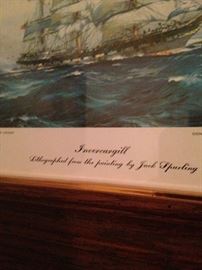 Invercargill
Lithographed from the painting by Jack Spurling